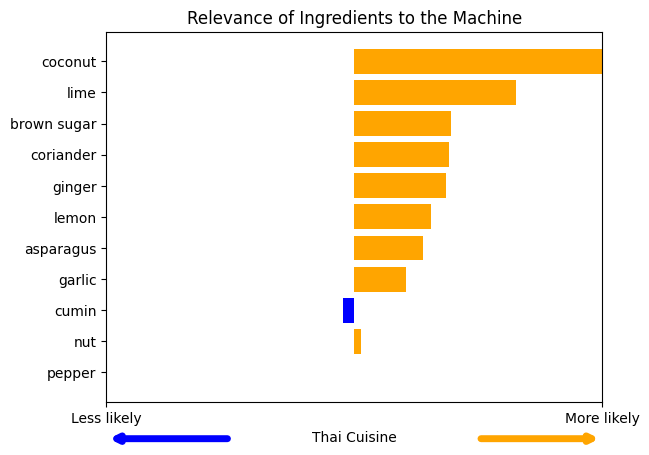 Relevance of Ingredients to the Machine
coconut
lime
brown sugar
coriander
ginger
lemon
asparagus
garlic
cumin
nut
pepper
Less likely
More likely
Thai Cuisine